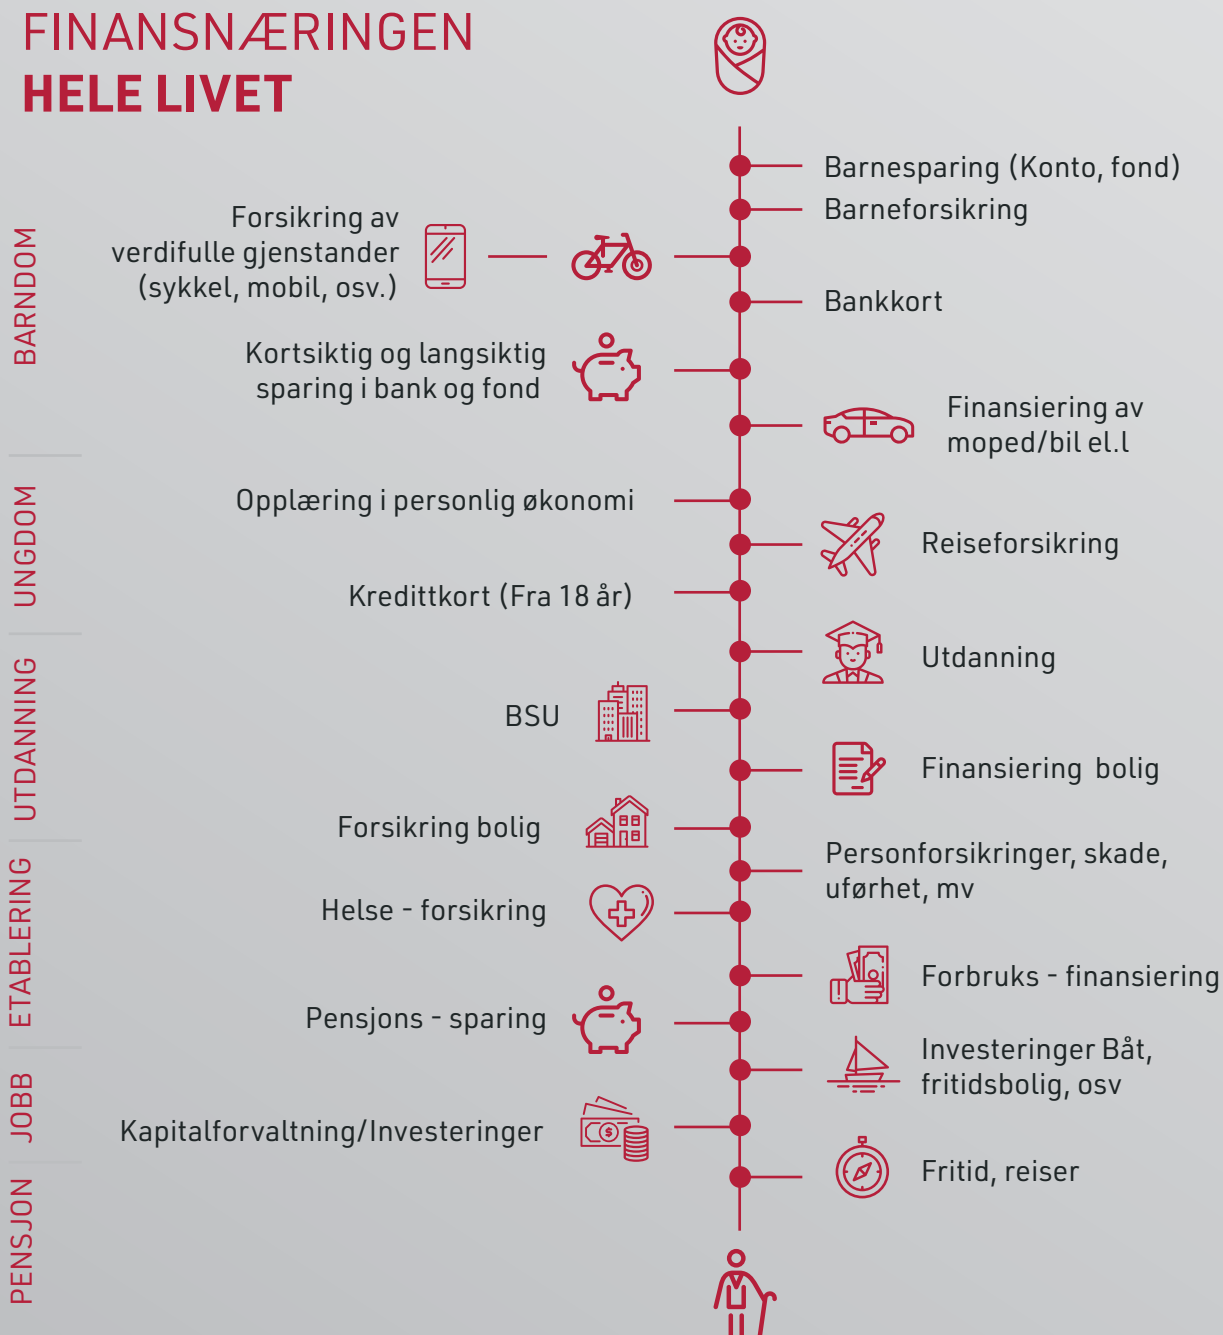 FINANSNÆRINGEN
HELE LIVET
BARNDOM
Barnesparing (Konto, fond)
Barneforsikring
Forsikring av
verdifulle gjenstander
(sykkel, mobil, osv.)
Bankkort
Kortsiktig og langsiktig
sparing i bank og fond
Finansiering av
moped/bil el.l
UNGDOM
Opplæring i personlig økonomi
Reiseforsikring
Kredittkort (Fra 18 år)
UTDANNING
Utdanning
BSU
Finansiering bolig
Forsikring bolig
ETABLERING
Personforsikringer, skade,
uførhet, mv
Helse - forsikring
Forbruks - finansiering
Pensjons - sparing
JOBB
Investeringer Båt,
fritidsbolig, osv
Kapitalforvaltning/Investeringer
$
PENSJON
Fritid, reiser